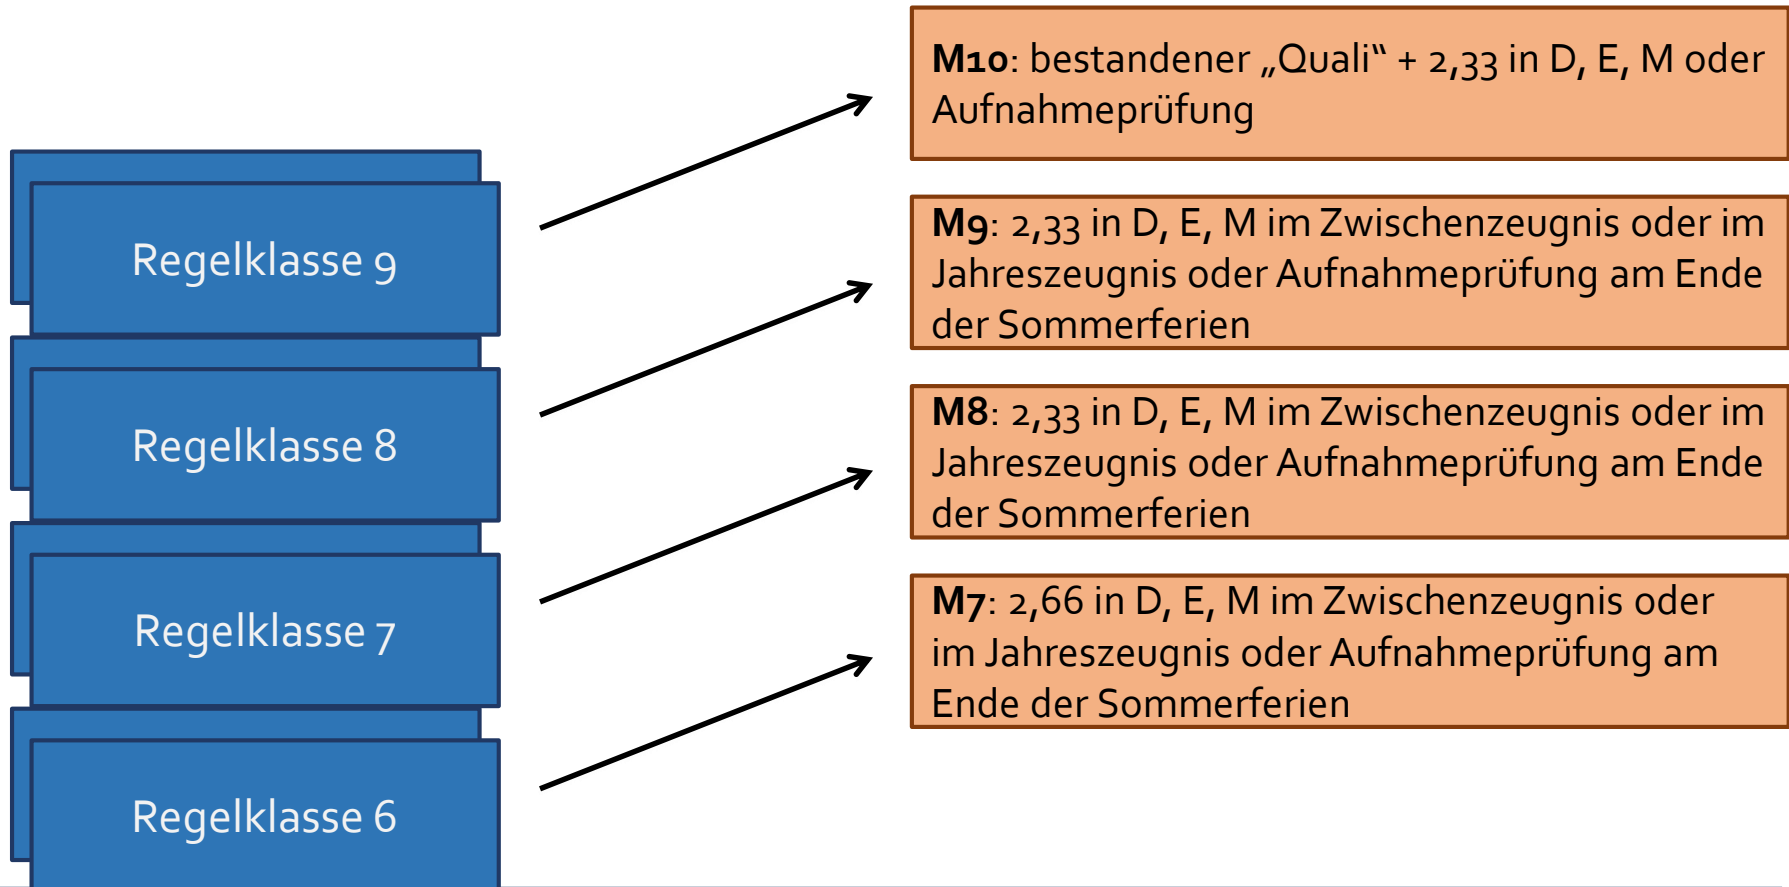 M10: bestandener „Quali“ + 2,33 in D, E, M oder
Aufnahmeprüfung
Regelklasse 9
M9: 2,33 in D, E, M im Zwischenzeugnis oder im
Jahreszeugnis oder Aufnahmeprüfung am Ende
der Sommerferien
Regelklasse 8
M8: 2,33 in D, E, M im Zwischenzeugnis oder im
Jahreszeugnis oder Aufnahmeprüfung am Ende
der Sommerferien
Regelklasse 7
M7: 2,66 in D, E, M im Zwischenzeugnis oder
im Jahreszeugnis oder Aufnahmeprüfung am
Ende der Sommerferien
Regelklasse 6